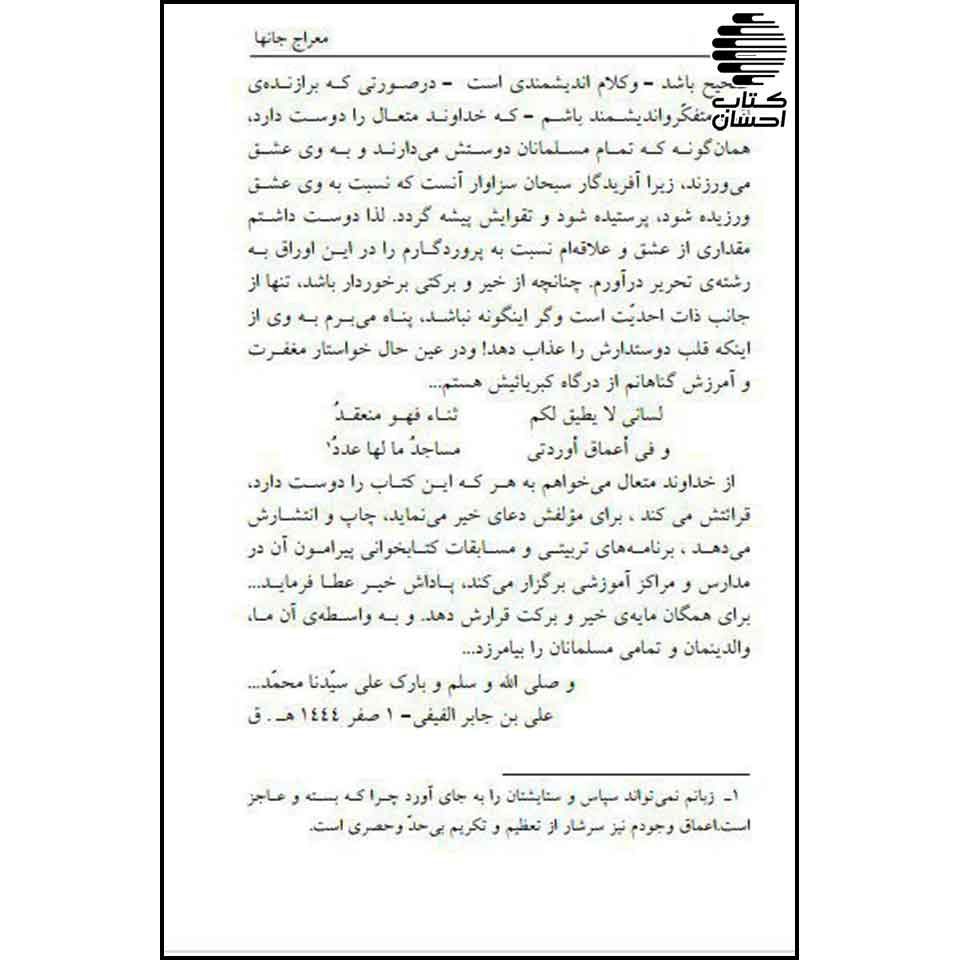 معراج جانها
کتاب
احسان
صحیح باشد – وکلام اندیشمندی است – درصورتی که برازنده‌ی
متفکّرواندیشمند باشم – که خداوند متعال را دوست دارد،
همان‌گونه که تمام مسلمانان دوستش می‌دارند و به وی عشق
می‌ورزند، زیرا آفریدگار سبحان سزاوار آنست که نسبت به وی عشق
ورزیده شود، پرستیده شود و تقوایش پیشه گردد. لذا دوست داشتم
مقداری از عشق و علاقه‌ام نسبت به پروردگارم را در این اوراق به
رشته‌ی تحریر درآورم. چنانچه از خیر و برکتی برخوردار باشد، تنها از
جانب ذات احدیّت است وگر اینگونه نباشد، پناه می‌برم به وی از
اینکه قلب دوستدارش را عذاب دهد! ودر عین حال خواستار مغفرت
و آمرزش گناهانم از درگاه کبریائیش هستم...
لسانی لا یطیق لکم ثناء فهو منعقدُ
و فی أعماق أوردتی مساجدُ ما لها عددُ۱
از خداوند متعال می‌خواهم به هر که این کتاب را دوست دارد،
قرائتش می کند ، برای مؤلفش دعای خیر می‌نماید، چاپ و انتشارش
می‌دهد ، برنامه‌های تربیتی و مسابقات کتابخوانی پیرامون آن در
مدارس و مراکز آموزشی برگزار می‌کند، پاداش خیر عطا فرماید...
برای همگان مایه‌ی خیر و برکت قرارش دهد. و به واسطه‌ی آن ما،
والدینمان و تمامی مسلمانان را بیامرزد...
و صلی الله و سلم و بارک علی سیّدنا محمّد...
علی بن جابر الفیفی– ۱ صفر ۱٤٤٤ هـ . ق
۱ـ زبانم نمی‌تواند سپاس و ستایشتان را به جای آورد چرا که بسته و عاجز
است.اعماق وجودم نیز سرشار از تعظیم و تکریم بی‌حدّ وحصری است.